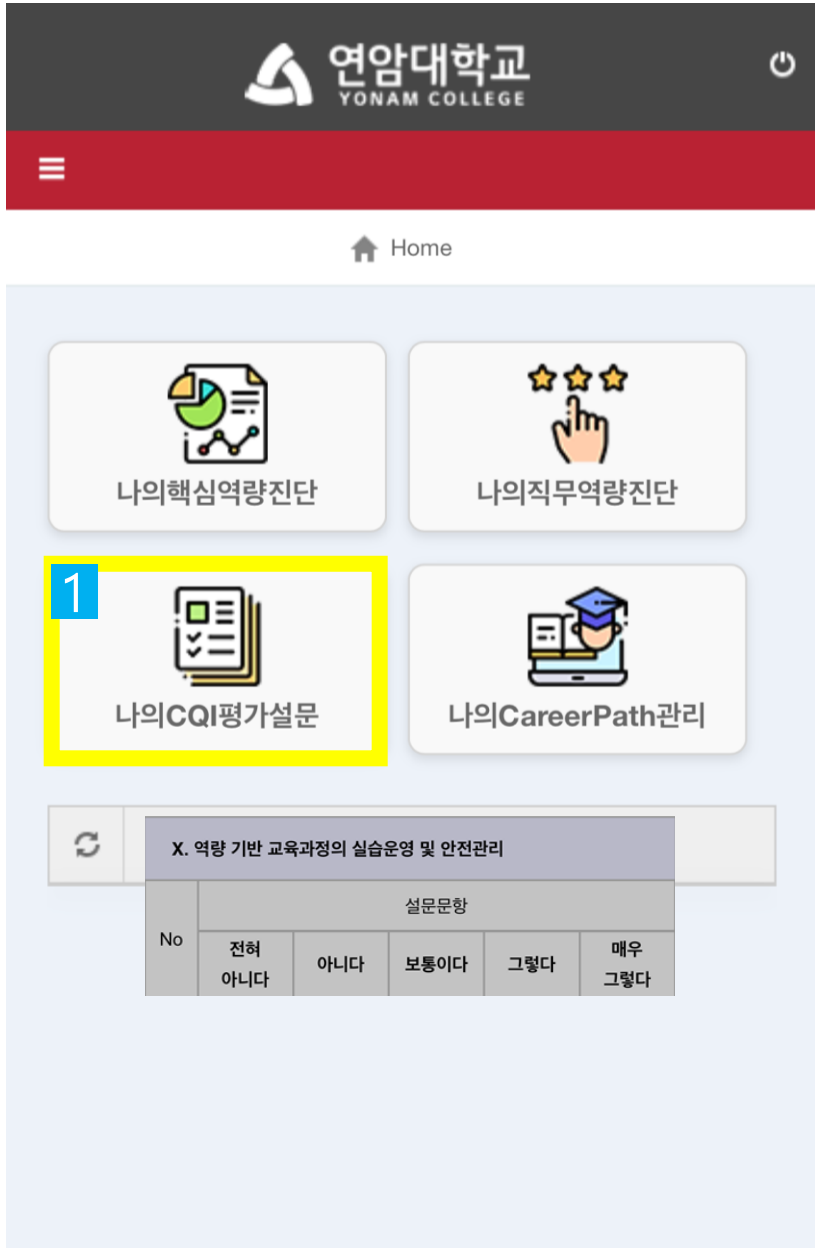 연암대학교
YONAM COLLEGE
Home
나의핵심역량진단
나의직무역량진단
1
나의CQI평가설문
나의CareerPath관리
X. 역량 기반 교육과정의 실습운영 및 안전관리
No
설문문항
전혀
아니다
아니다
보통이다
그렇다
매우
그렇다